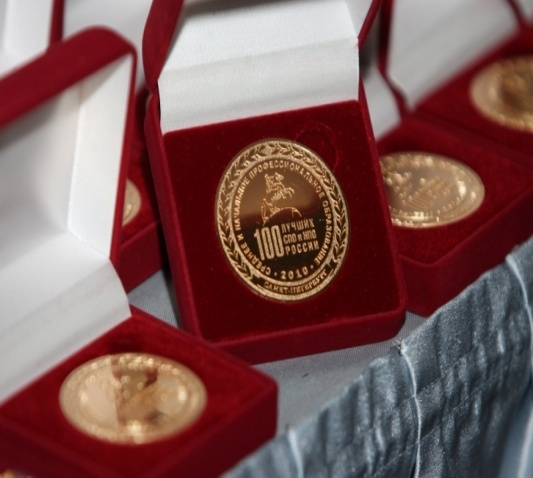 СРЕДНЕЕ И НАЧАЛЬНОЕ ПРОФЕССИОНАЛЬНОЕ ОБРАЗОВАНИЕ
100 ЛУЧШИХ
СПО и НПО
РОССИИ
· 2010 ·
САНКТ-ПЕТЕРБУРГ